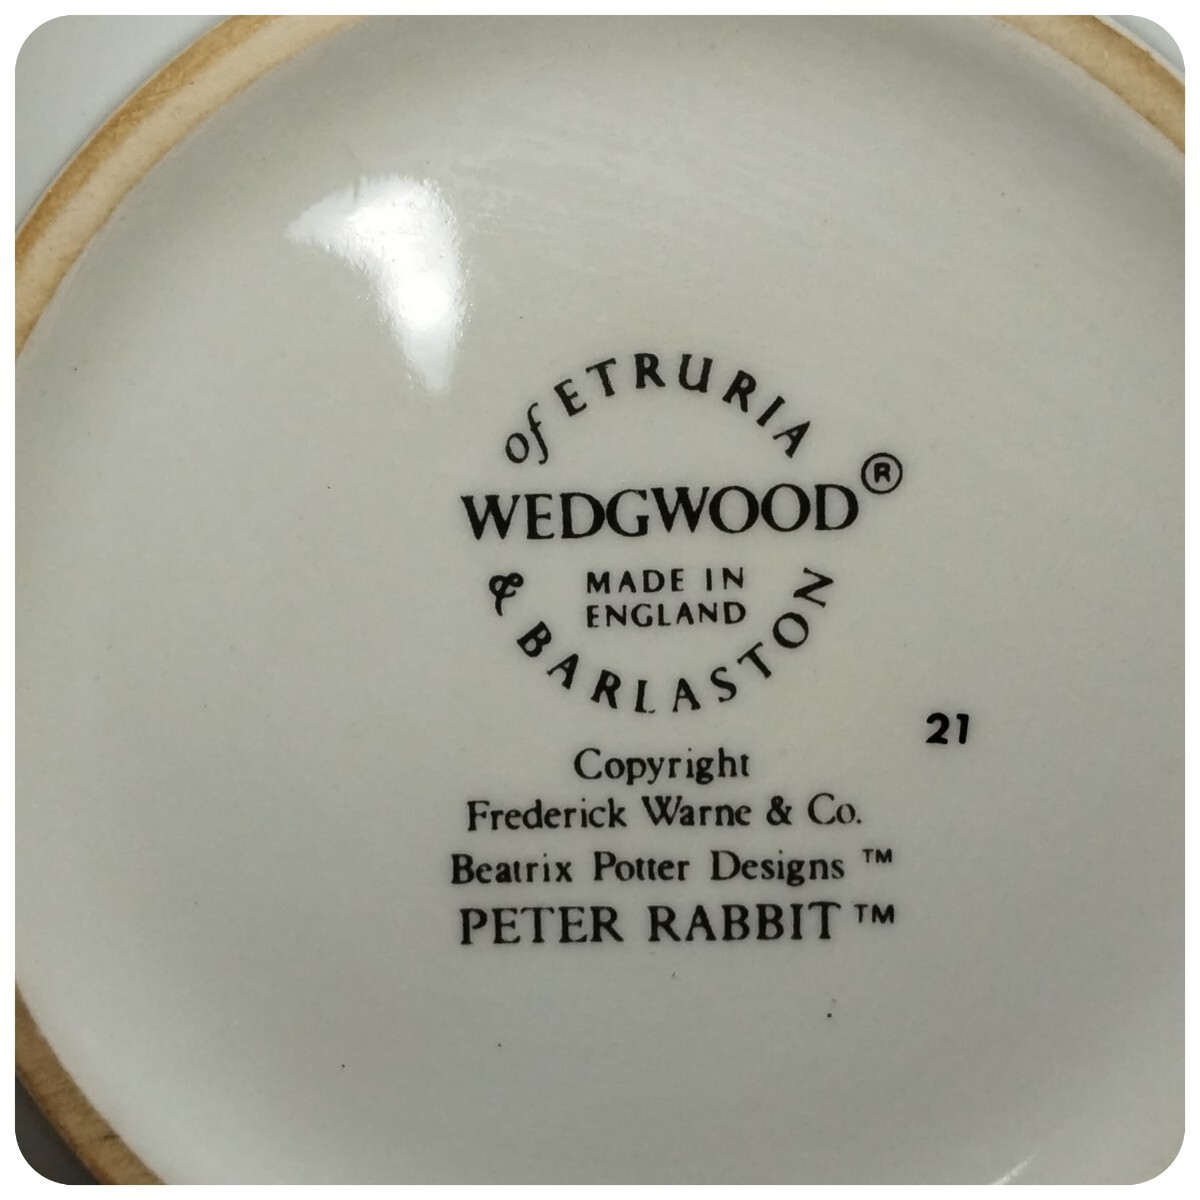 of ETRURIA
WEDGWOOD®
MADE IN
ENGLAND
& BARLASTON
21
Copyright
Frederick Warne & Co.
Beatrix Potter Designs ™
PETER RABBIT ™